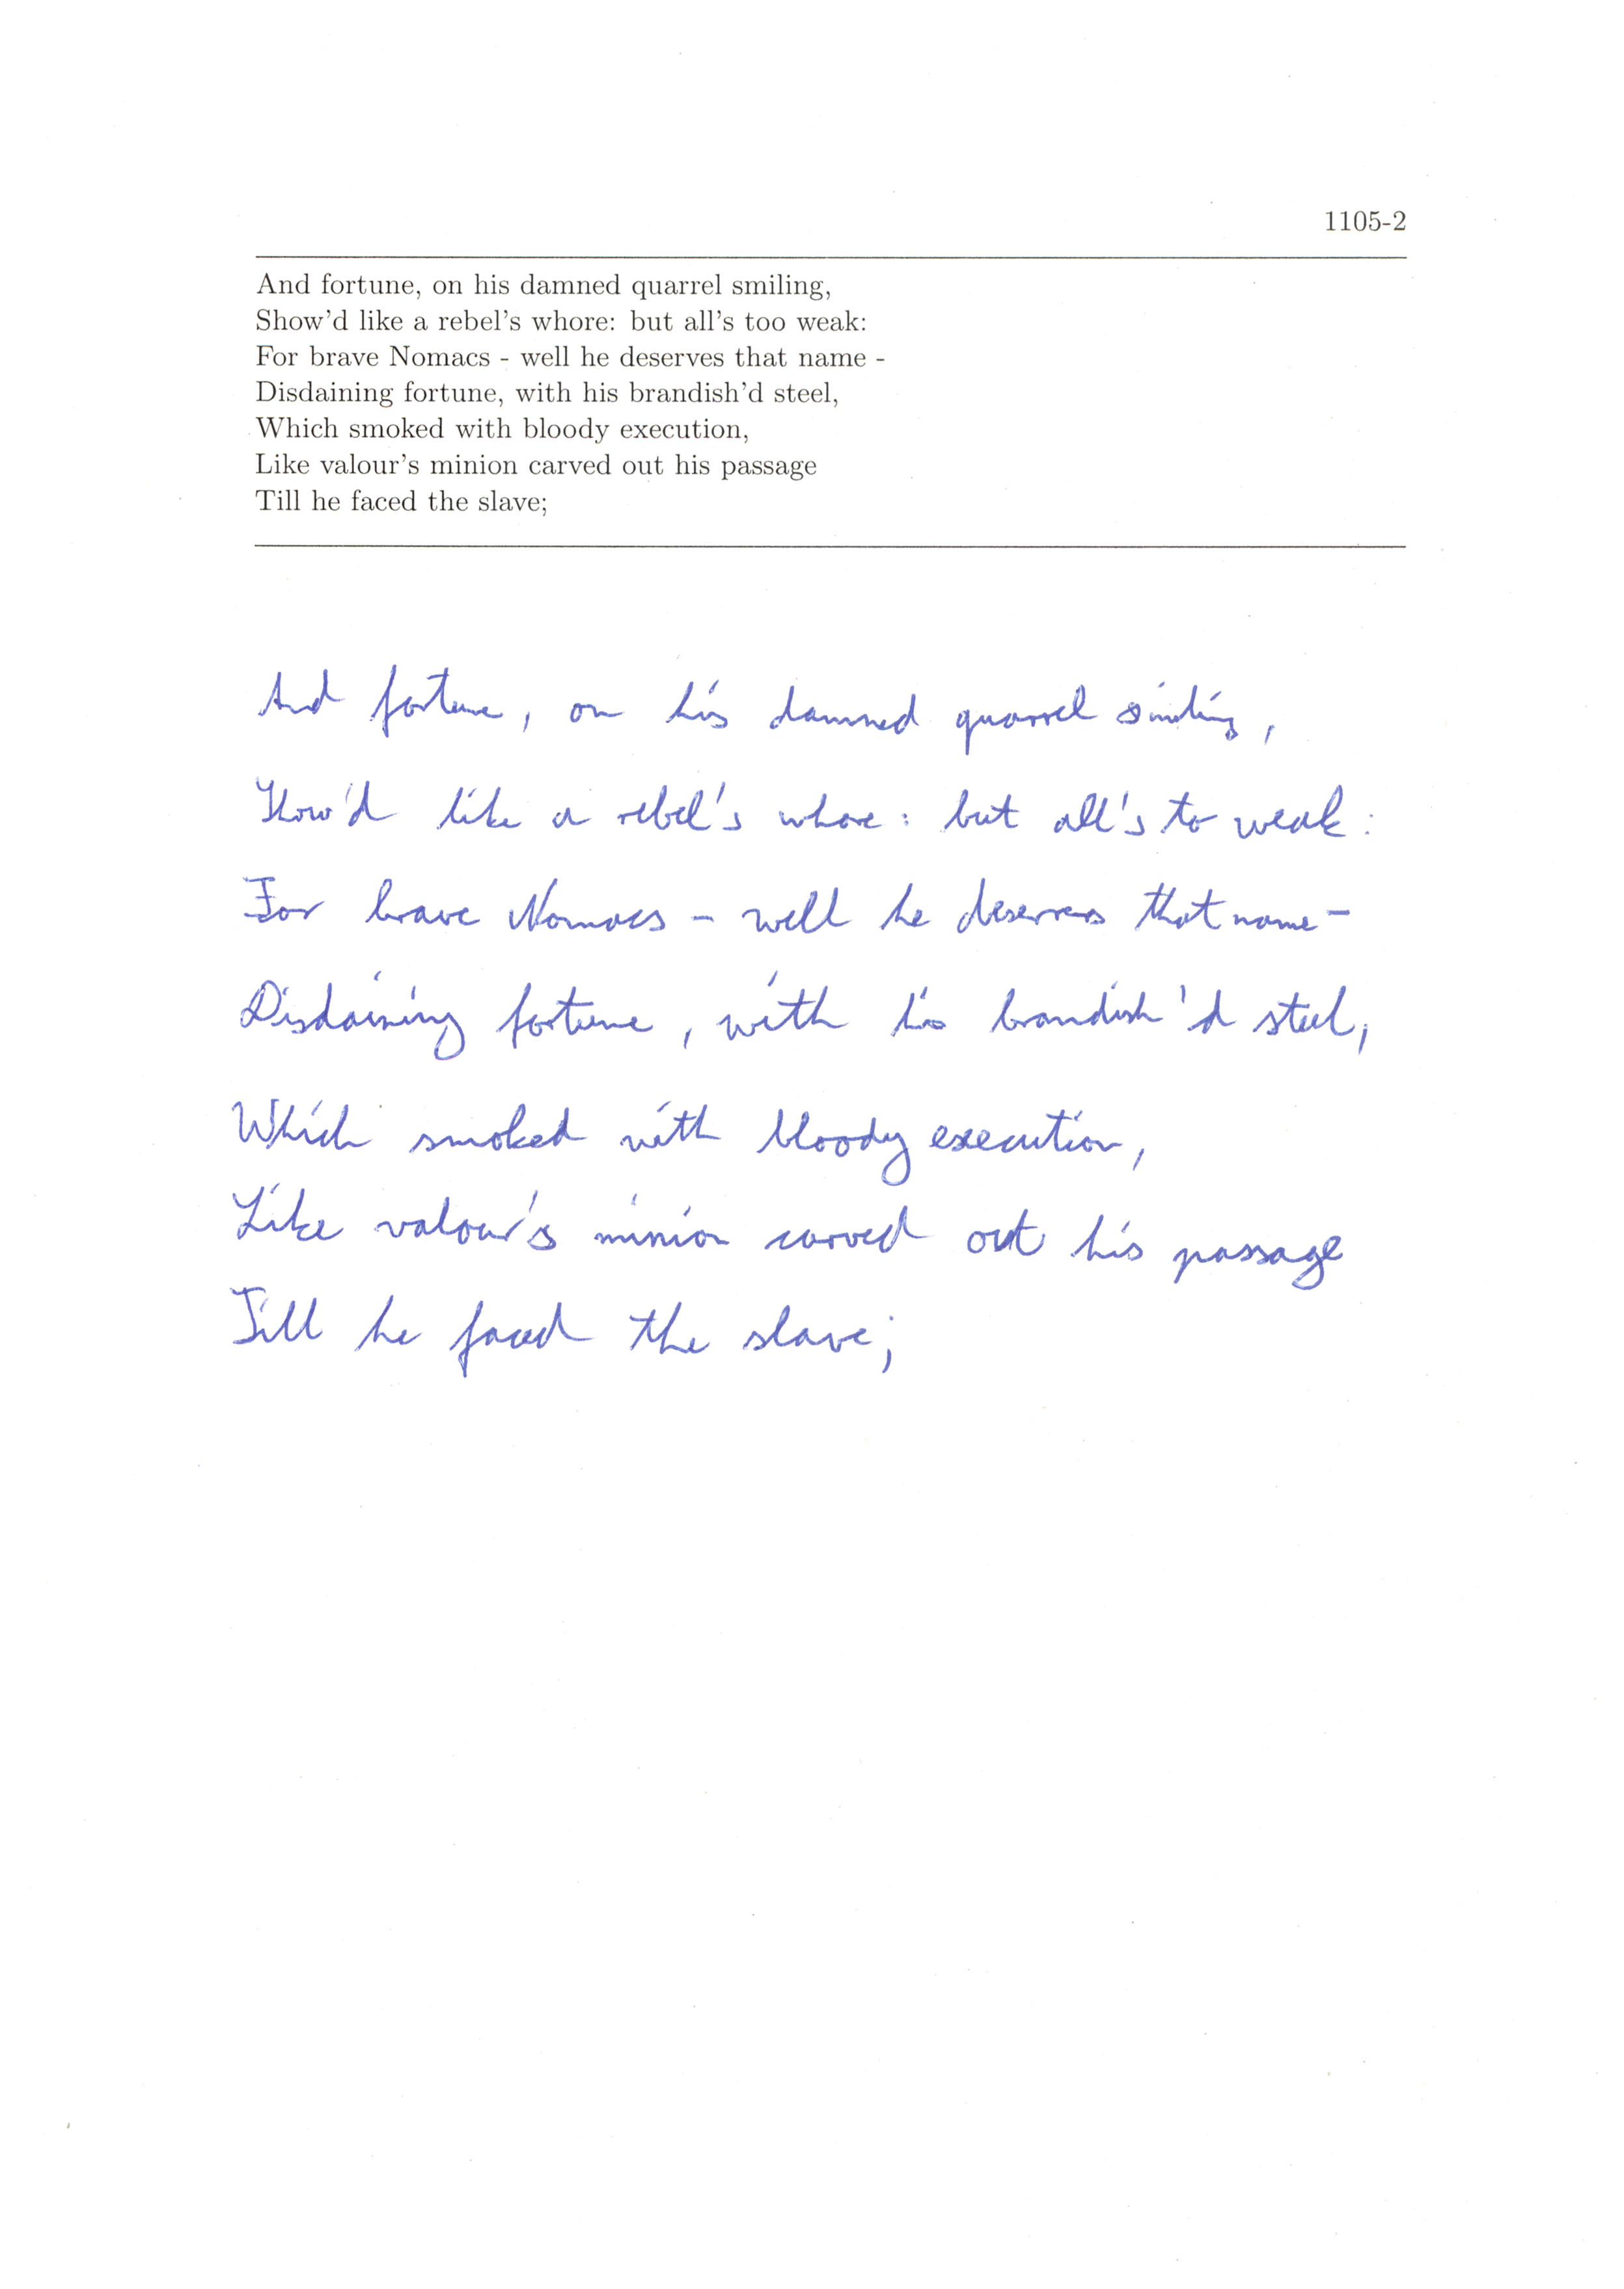 1105-2
And fortune, on his damned quarrel smiling,
Show'd like a rebel's whore: but all's too weak:
For brave Nomacs - well he deserves that name -
Disdaining fortune, with his brandish'd steel,
Which smoked with bloody execution,
Like valour's minion carved out his passage
Till he faced the slave;
And fortune, on his damned quarrel smiling,
Show'd like a rebel's whore: but all's to weak:
For brave Nomacs - well he deserves that name -
Disdaining fortune, with his brandish'd steel,
Which smoked with bloody execution,
Like valour's minion carved out his passage
Till he faced the slave;